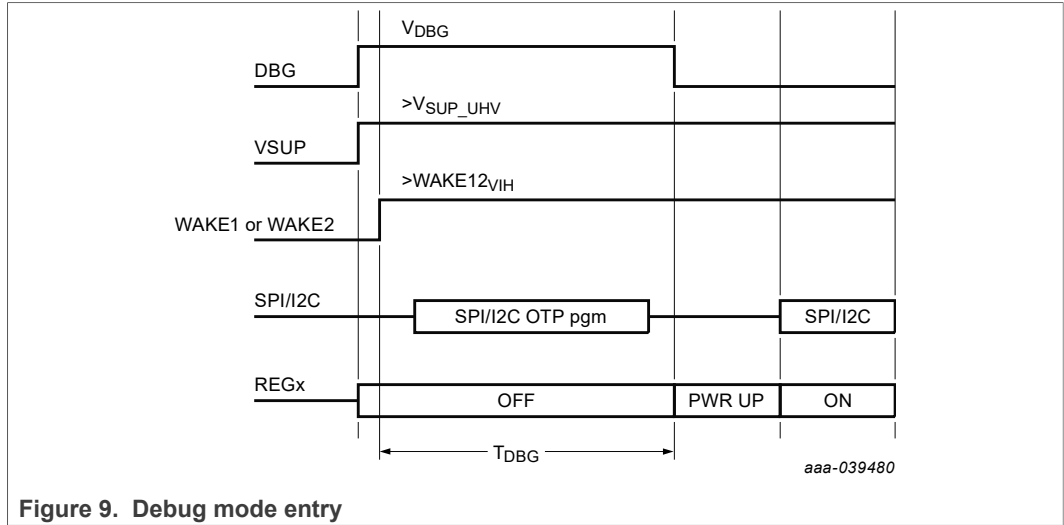 VDBG
DBG
>VSUP_UHV
VSUP
>WAKE12VIH
WAKE1 or WAKE2
SPI/I2C
SPI/I2C OTP pgm
SPI/I2C
REGx
OFF
PWR UP
ON
TDBG
aaa-039480
Figure 9. Debug mode entry